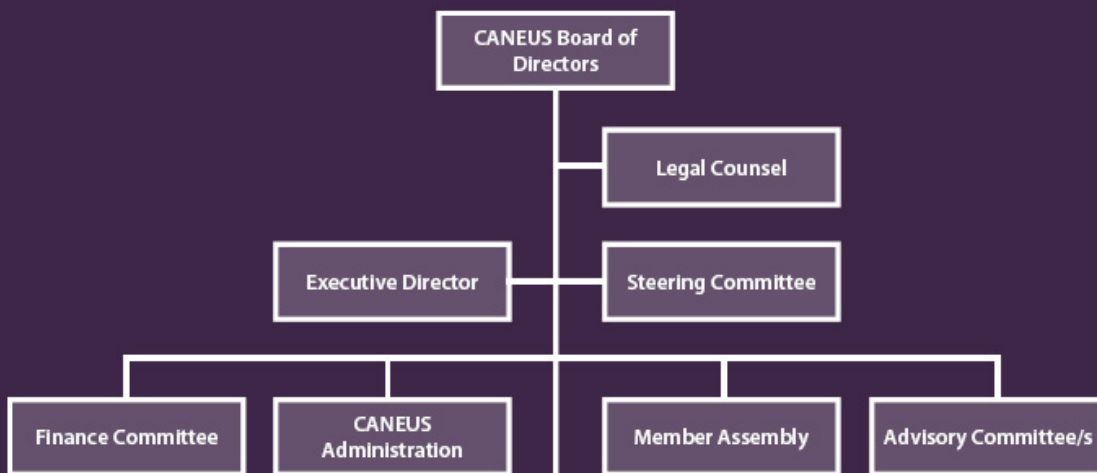 CANEUS Board of
Directors
Legal Counsel
Executive Director
Steering Committee
Finance Committee
CANEUS
Administration
Member Assembly
Advisory Committee/s